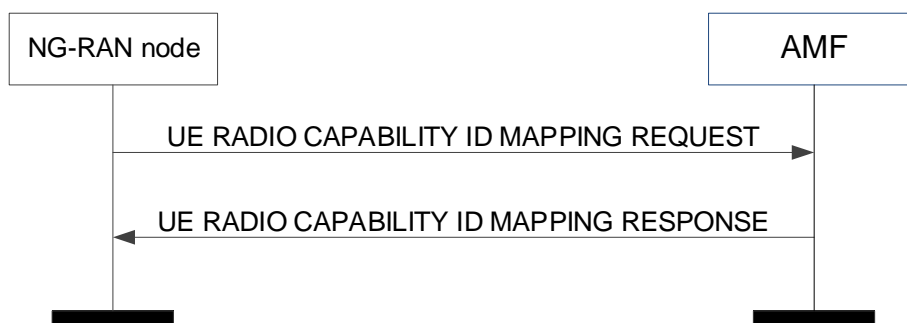 NG-RAN node
AMF
UE RADIO CAPABILITY ID MAPPING REQUEST
UE RADIO CAPABILITY ID MAPPING RESPONSE